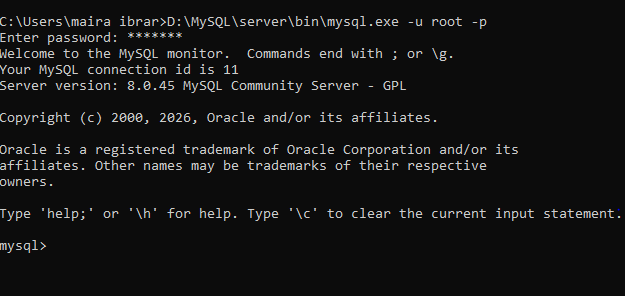 C:\Users\maira ibrar>D:\MySQL\server\bin\mysql.exe -u root -p
Enter password: *******
Welcome to the MySQL monitor.  Commands end with ; or \g.
Your MySQL connection id is 11
Server version: 8.0.45 MySQL Community Server - GPL

Copyright (c) 2000, 2026, Oracle and/or its affiliates.

Oracle is a registered trademark of Oracle Corporation and/or its
affiliates. Other names may be trademarks of their respective
owners.

Type 'help;' or '\h' for help. Type '\c' to clear the current input statement.

mysql>